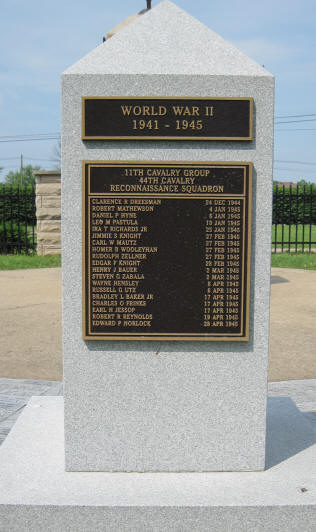 WORLD WAR II
1941 - 1945
11TH CAVALRY GROUP
44TH CAVALRY
RECONNAISSANCE SQUADRON
CLARENCE R DREESMAN 24 DEC 1944
ROBERT MATHEWSON 4 JAN 1945
DANIEL P HYNE 5 JAN 1945
LEO M PASTULA 19 JAN 1945
IRA T RICHARDS JR 25 JAN 1945
JIMMIE S KNIGHT 27 FEB 1945
CARL W MAUTZ 27 FEB 1945
HOMER D WOOLEYHAN 27 FEB 1945
RUDOLPH ZELLNER 27 FEB 1945
EDGAR F KNIGHT 28 FEB 1945
HENRY J BAUER 2 MAR 1945
STEVEN G ZABALA 2 MAR 1945
WAYNE HENSLEY 5 APR 1945
RUSSELL G UTZ 6 APR 1945
BRADLEY L BAKER JR 17 APR 1945
CHARLES O FRINKS 17 APR 1945
EARL H JESSOP 17 APR 1945
ROBERT R REYNOLDS 19 APR 1945
EDWARD P NORLOCK 28 APR 1945